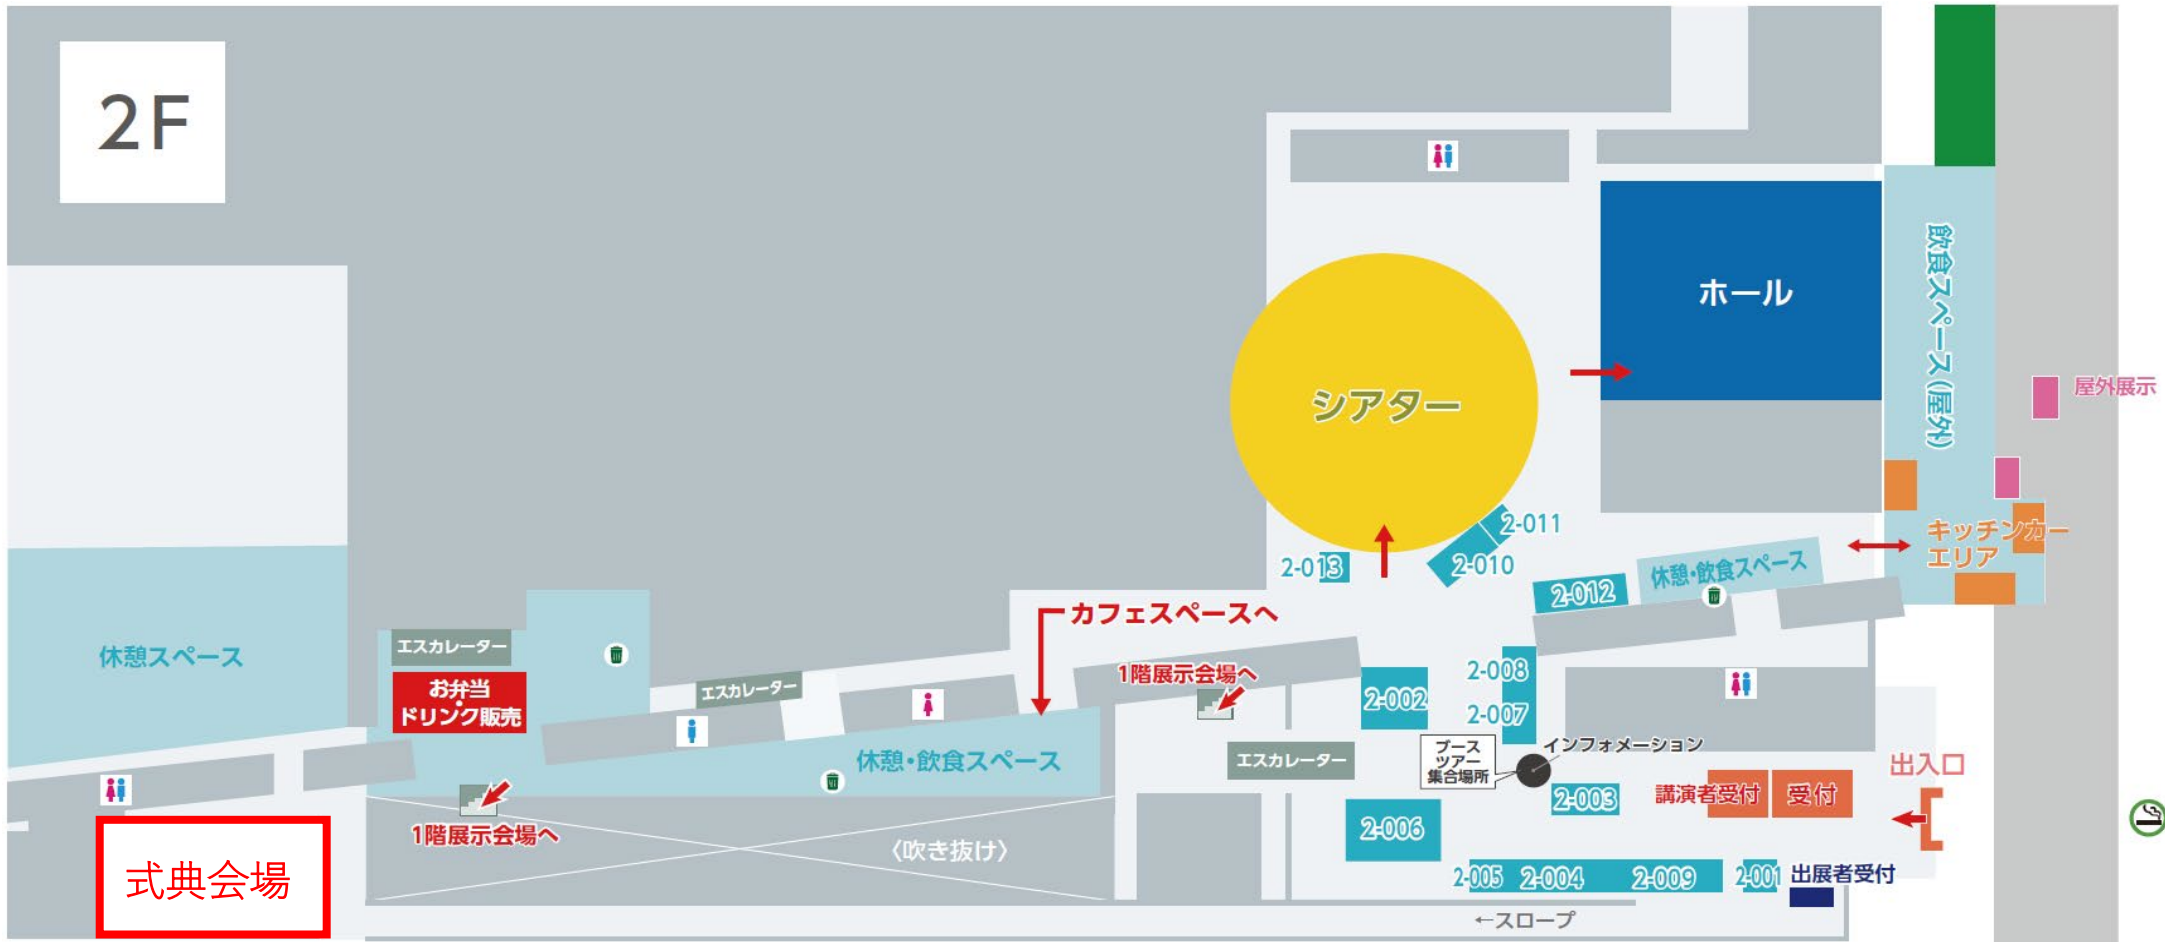 2F
ホール
飲食スペース(屋外)
屋外展示
シアター
2-011
2-010
2-013
キッチンカー
エリア
休憩・飲食スペース
2-012
カフェスペースへ
エスカレーター
休憩スペース
お弁当
・
ドリンク販売
エスカレーター
1階展示会場へ
2-002
2-008
2-007
休憩・飲食スペース
エスカレーター
ブース
ツアー
集合場所
インフォメーション
出入口
2-003
講演者受付
受付
1階展示会場へ
〈吹き抜け〉
2-006
式典会場
2-005
2-004
2-009
2-001
出展者受付
←スロープ